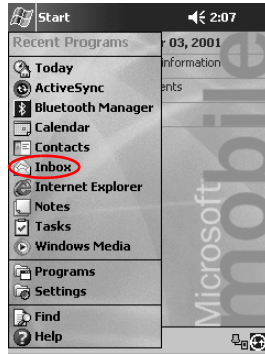 Start 2:07
Recent Programs r 03, 2001
Today information
ActiveSync ents
Bluetooth Manager
Calendar
Contacts
Inbox
Internet Explorer
Notes
Tasks
Windows Media
Programs
Settings
Find
Help
Microsoft
mobile